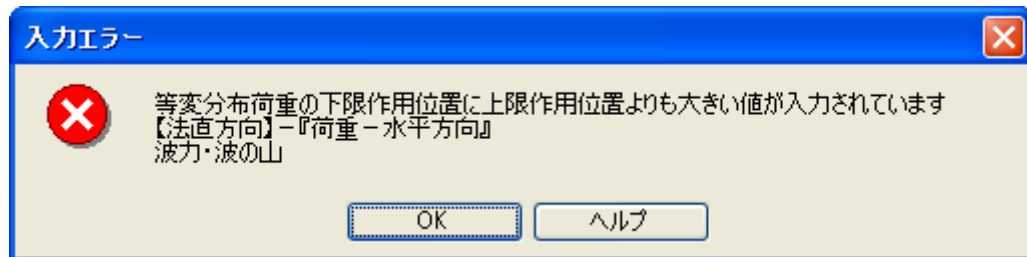 入力エラー
等変分布荷重の下限作用位置に上限作用位置よりも大きい値が入力されています
【法直方向】－『荷重－水平方向』
波力・波の山
OK
ヘルプ